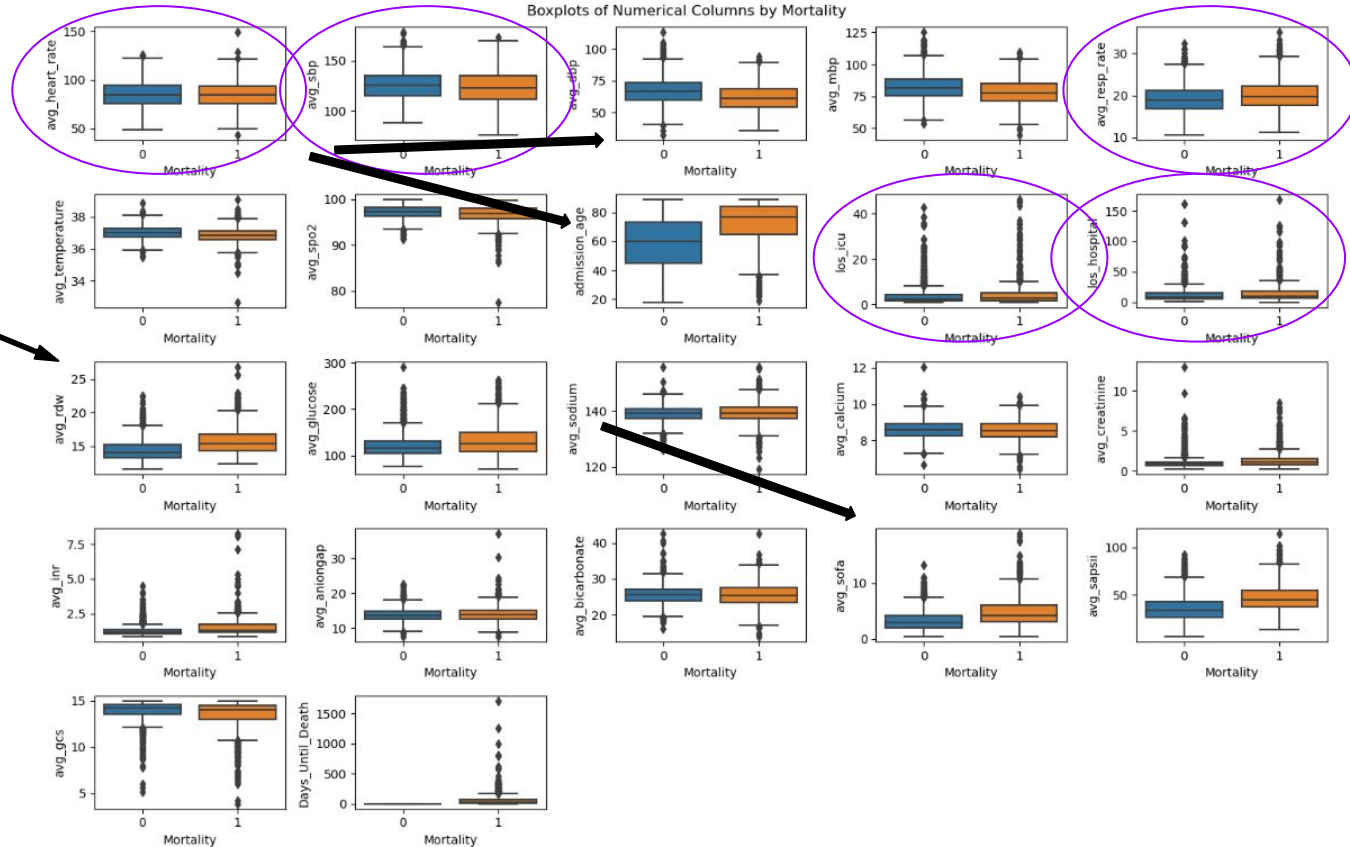 Boxplots of Numerical Columns by Mortality
avg_heart_rate
150
100
50
0
1
Mortality
avg_sbp
150
100
0
1
Mortality
avg_dbp
100
75
50
0
1
Mortality
avg_mbp
125
100
75
50
0
1
Mortality
avg_resp_rate
30
20
10
0
1
Mortality
avg_temperature
38
36
34
0
1
Mortality
avg_spo2
100
90
80
0
1
Mortality
admission_age
80
60
40
20
0
1
Mortality
los_icu
40
20
0
0
1
Mortality
los_hospital
150
100
50
0
0
1
Mortality
avg_rdw
25
20
15
0
1
Mortality
avg_glucose
300
200
100
0
1
Mortality
avg_sodium
140
120
0
1
Mortality
avg_calcium
12
10
8
0
1
Mortality
avg_creatinine
10
5
0
0
1
Mortality
avg_inr
7.5
5.0
2.5
0
1
Mortality
avg_aniongap
30
20
10
0
1
Mortality
avg_bicarbonate
40
30
20
0
1
Mortality
avg_sofa
10
0
0
1
Mortality
avg_sapsii
100
50
0
1
Mortality
avg_gcs
15
10
5
0
1
Mortality
Days_Until_Death
1500
1000
500
0
0
1
Mortality